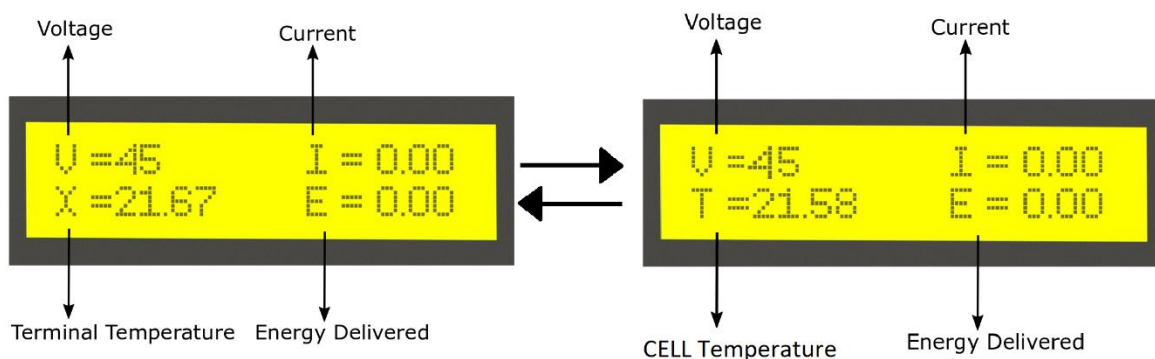 Voltage
Current
V =45 I = 0.00
X =21.67 E = 0.00
Terminal Temperature
Energy Delivered
Voltage
Current
V =45 I = 0.00
T =21.58 E = 0.00
CELL Temperature
Energy Delivered